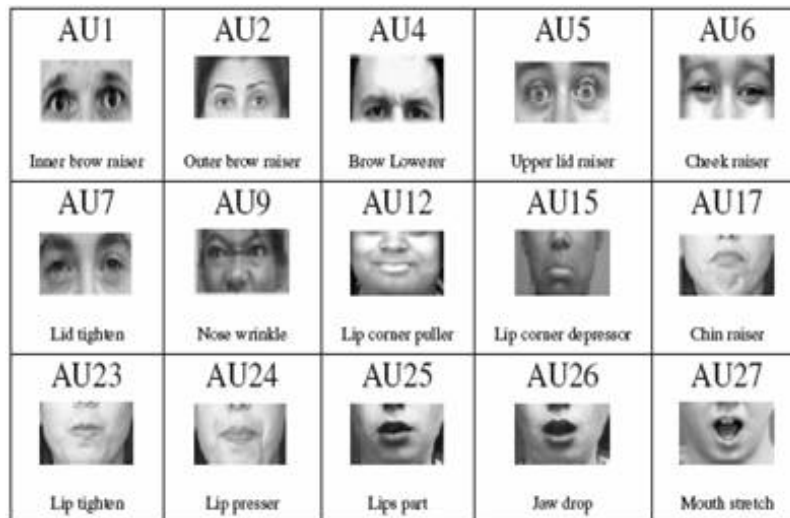 AU1 AU2 AU4 AU5 AU6
Inner brow raiser Outer brow raiser Brow Lowerer Upper lid raiser Cheek raiser
AU7 AU9 AU12 AU15 AU17
Lid tighten Nose wrinkle Lip corner puller Lip corner depressor Chin raiser
AU23 AU24 AU25 AU26 AU27
Lip tighten Lip presser Lips part Jaw drop Mouth stretch